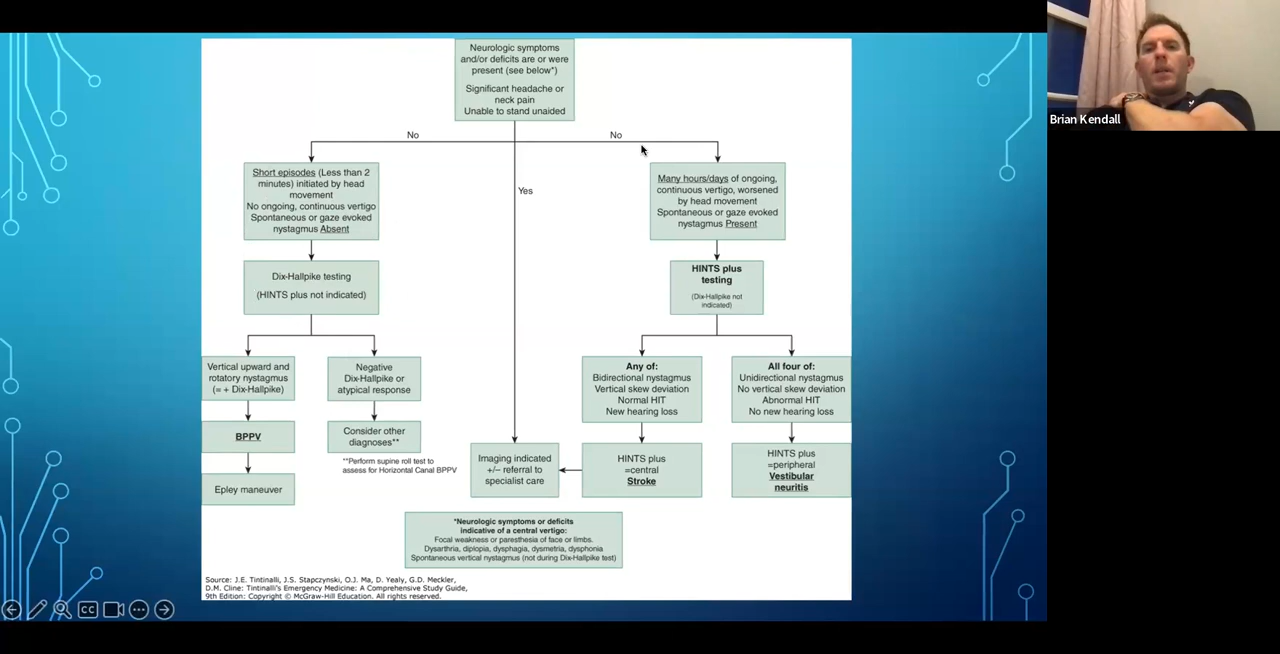 Neurologic symptoms
and/or deficits are or were
present (see below*)
Significant headache or
neck pain
Unable to stand unaided
Brian Kendall
No
No
Yes
Short episodes (Less than 2
minutes) initiated by head
movement
No ongoing, continuous vertigo
Spontaneous or gaze evoked
nystagmus Absent
Many hours/days of ongoing,
continuous vertigo, worsened
by head movement
Spontaneous or gaze evoked
nystagmus Present
Dix-Hallpike testing
(HINTS plus not indicated)
HINTS plus
testing
(Dix-Hallpike not
indicated)
Vertical upward and
rotatory nystagmus
(= + Dix-Hallpike)
Negative
Dix-Hallpike or
atypical response
Any of:
Bidirectional nystagmus
Vertical skew deviation
Normal HIT
New hearing loss
All four of:
Unidirectional nystagmus
No vertical skew deviation
Abnormal HIT
No new hearing loss
BPPV
Consider other
diagnoses**
**Perform supine roll test to
assess for Horizontal Canal BPPV
Epley maneuver
Imaging indicated
+/– referral to
specialist care
HINTS plus
=central
Stroke
HINTS plus
=peripheral
Vestibular
neuritis
*Neurologic symptoms or deficits
indicative of a central vertigo:
Focal weakness or paresthesia of face or limbs.
Dysarthria, diplopia, dysphagia, dysmetria, dysphonia
Spontaneous vertical nystagmus (not during Dix-Hallpike test)
Source: J.E. Tintinalli, J.S. Stapczynski, O.J. Ma, D. Yealy, G.D. Meckler,
D.M. Cline: Tintinalli's Emergency Medicine: A Comprehensive Study Guide,
9th Edition: Copyright © McGraw-Hill Education. All rights reserved.
CC